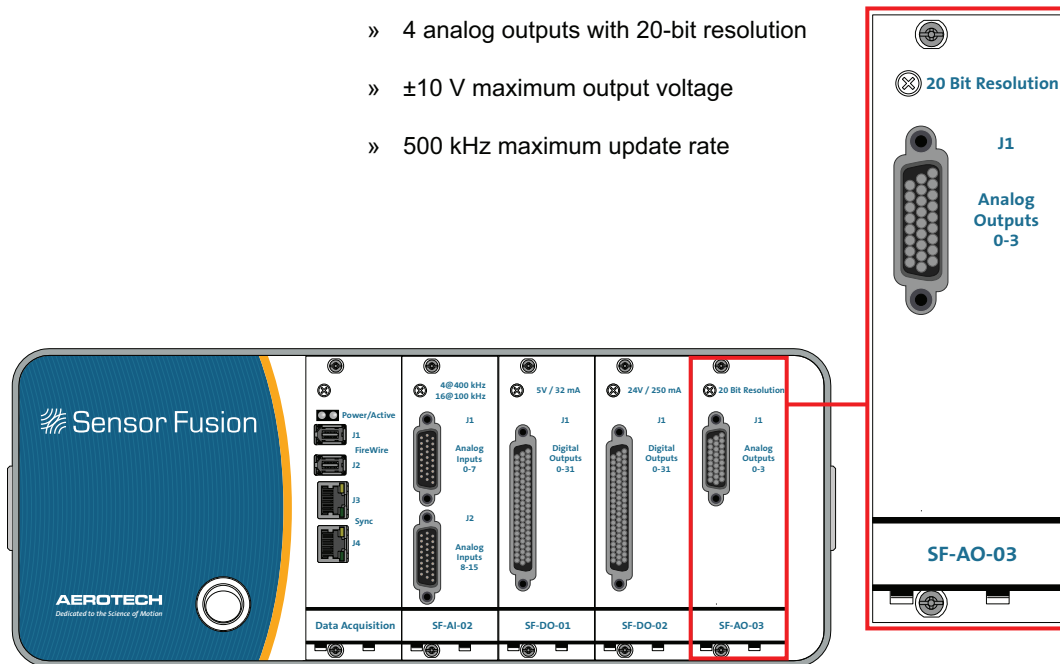 » 4 analog outputs with 20-bit resolution
» ±10 V maximum output voltage
» 500 kHz maximum update rate
20 Bit Resolution
J1
Analog
Outputs
0-3
SF-AO-03
Sensor Fusion
AEROTECH
Dedicated to the Science of Motion
Power/Active
J1
FireWire
J2
J3
Sync
J4
Data Acquisition
4@400 kHz
16@100 kHz
J1
Analog
Inputs
0-7
J2
Analog
Inputs
8-15
SF-AI-02
5V / 32 mA
J1
Digital
Outputs
0-31
SF-DO-01
24V / 250 mA
J1
Digital
Outputs
0-31
SF-DO-02
20 Bit Resolution
J1
Analog
Outputs
0-3
SF-AO-03